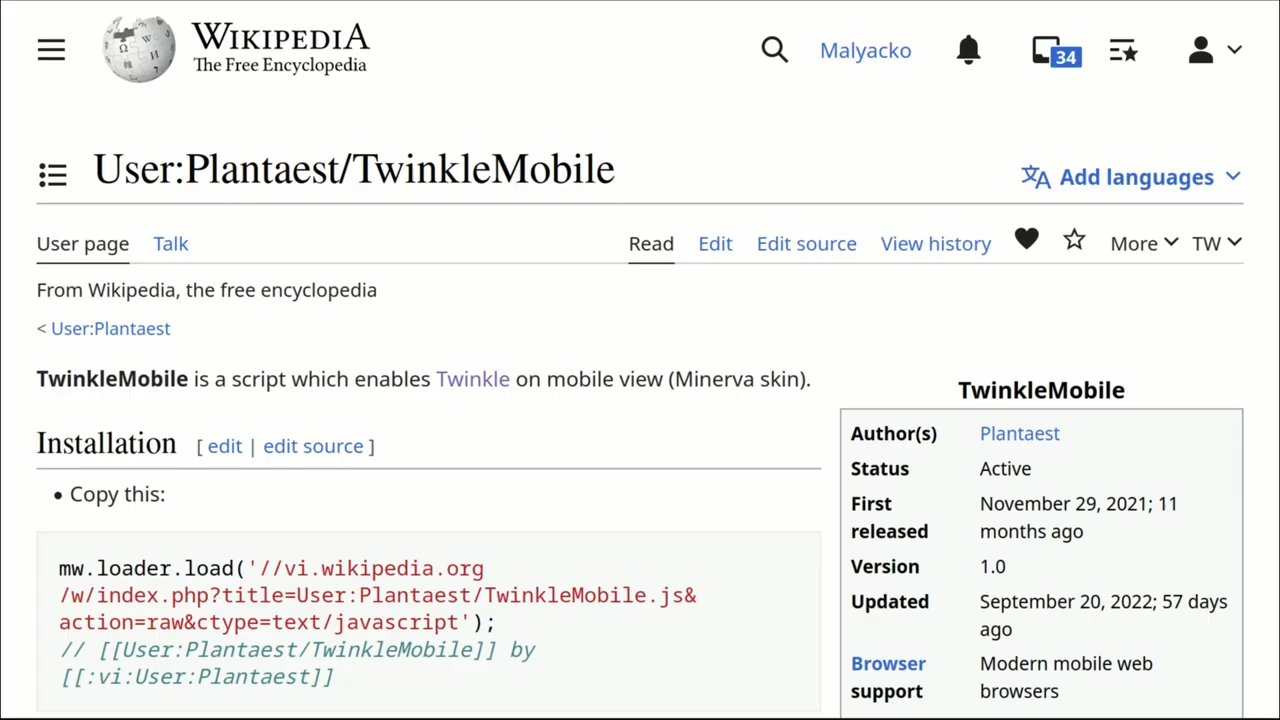 WIKIPEDIA
The Free Encyclopedia
Malyacko
34
User:Plantaest/TwinkleMobile
Add languages
User page Talk Read Edit Edit source View history More TW
From Wikipedia, the free encyclopedia
< User:Plantaest
TwinkleMobile is a script which enables Twinkle on mobile view (Minerva skin).
Installation [ edit | edit source ]
• Copy this:
mw.loader.load('//vi.wikipedia.org
/w/index.php?title=User:Plantaest/TwinkleMobile.js&
action=raw&ctype=text/javascript');
// [[User:Plantaest/TwinkleMobile]] by
[[:vi:User:Plantaest]]
TwinkleMobile
Author(s) Plantaest
Status Active
First released November 29, 2021; 11
months ago
Version 1.0
Updated September 20, 2022; 57 days
ago
Browser support Modern mobile web
browsers